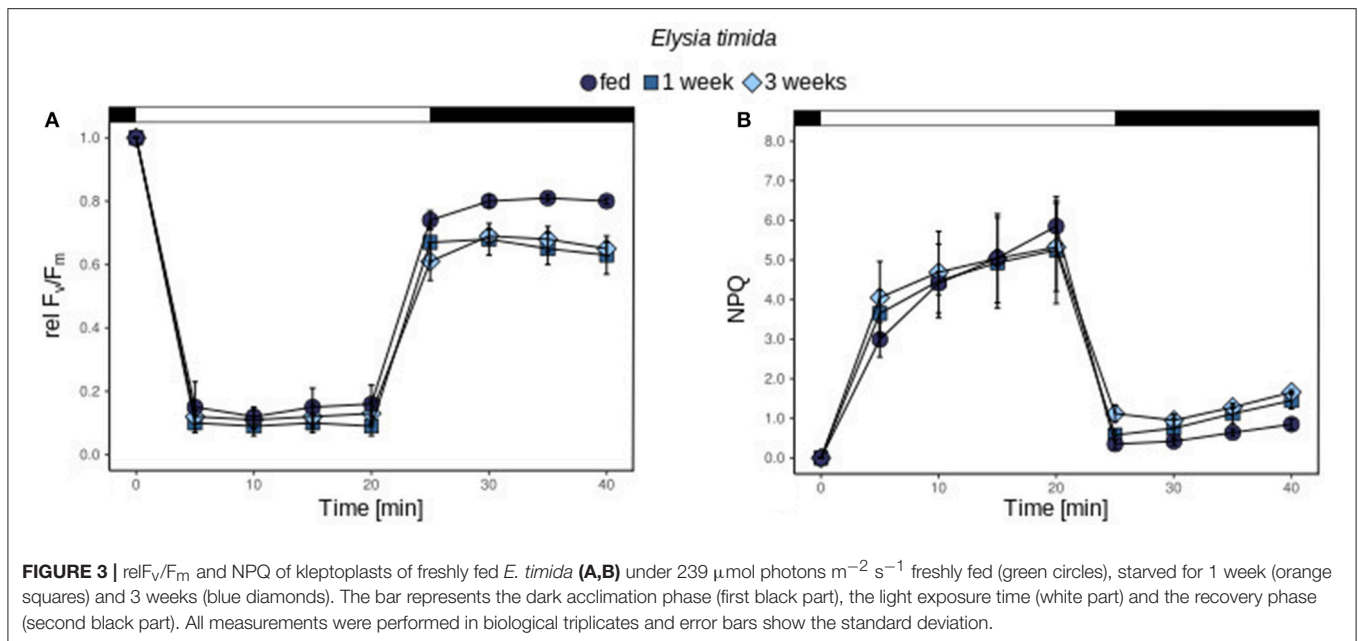 Elysia timida
fed 1 week 3 weeks
A
1.0
0.8
0.6
0.4
0.2
0.0
rel Fv/Fm
0 10 20 30 40
Time [min]
B
8.0
7.0
6.0
5.0
4.0
3.0
2.0
1.0
0.0
NPQ
0 10 20 30 40
Time [min]
FIGURE 3 | relFv/Fm and NPQ of kleptoplasts of freshly fed E. timida (A,B) under 239 μmol photons m−2 s−1 freshly fed (green circles), starved for 1 week (orange
squares) and 3 weeks (blue diamonds). The bar represents the dark acclimation phase (first black part), the light exposure time (white part) and the recovery phase
(second black part). All measurements were performed in biological triplicates and error bars show the standard deviation.